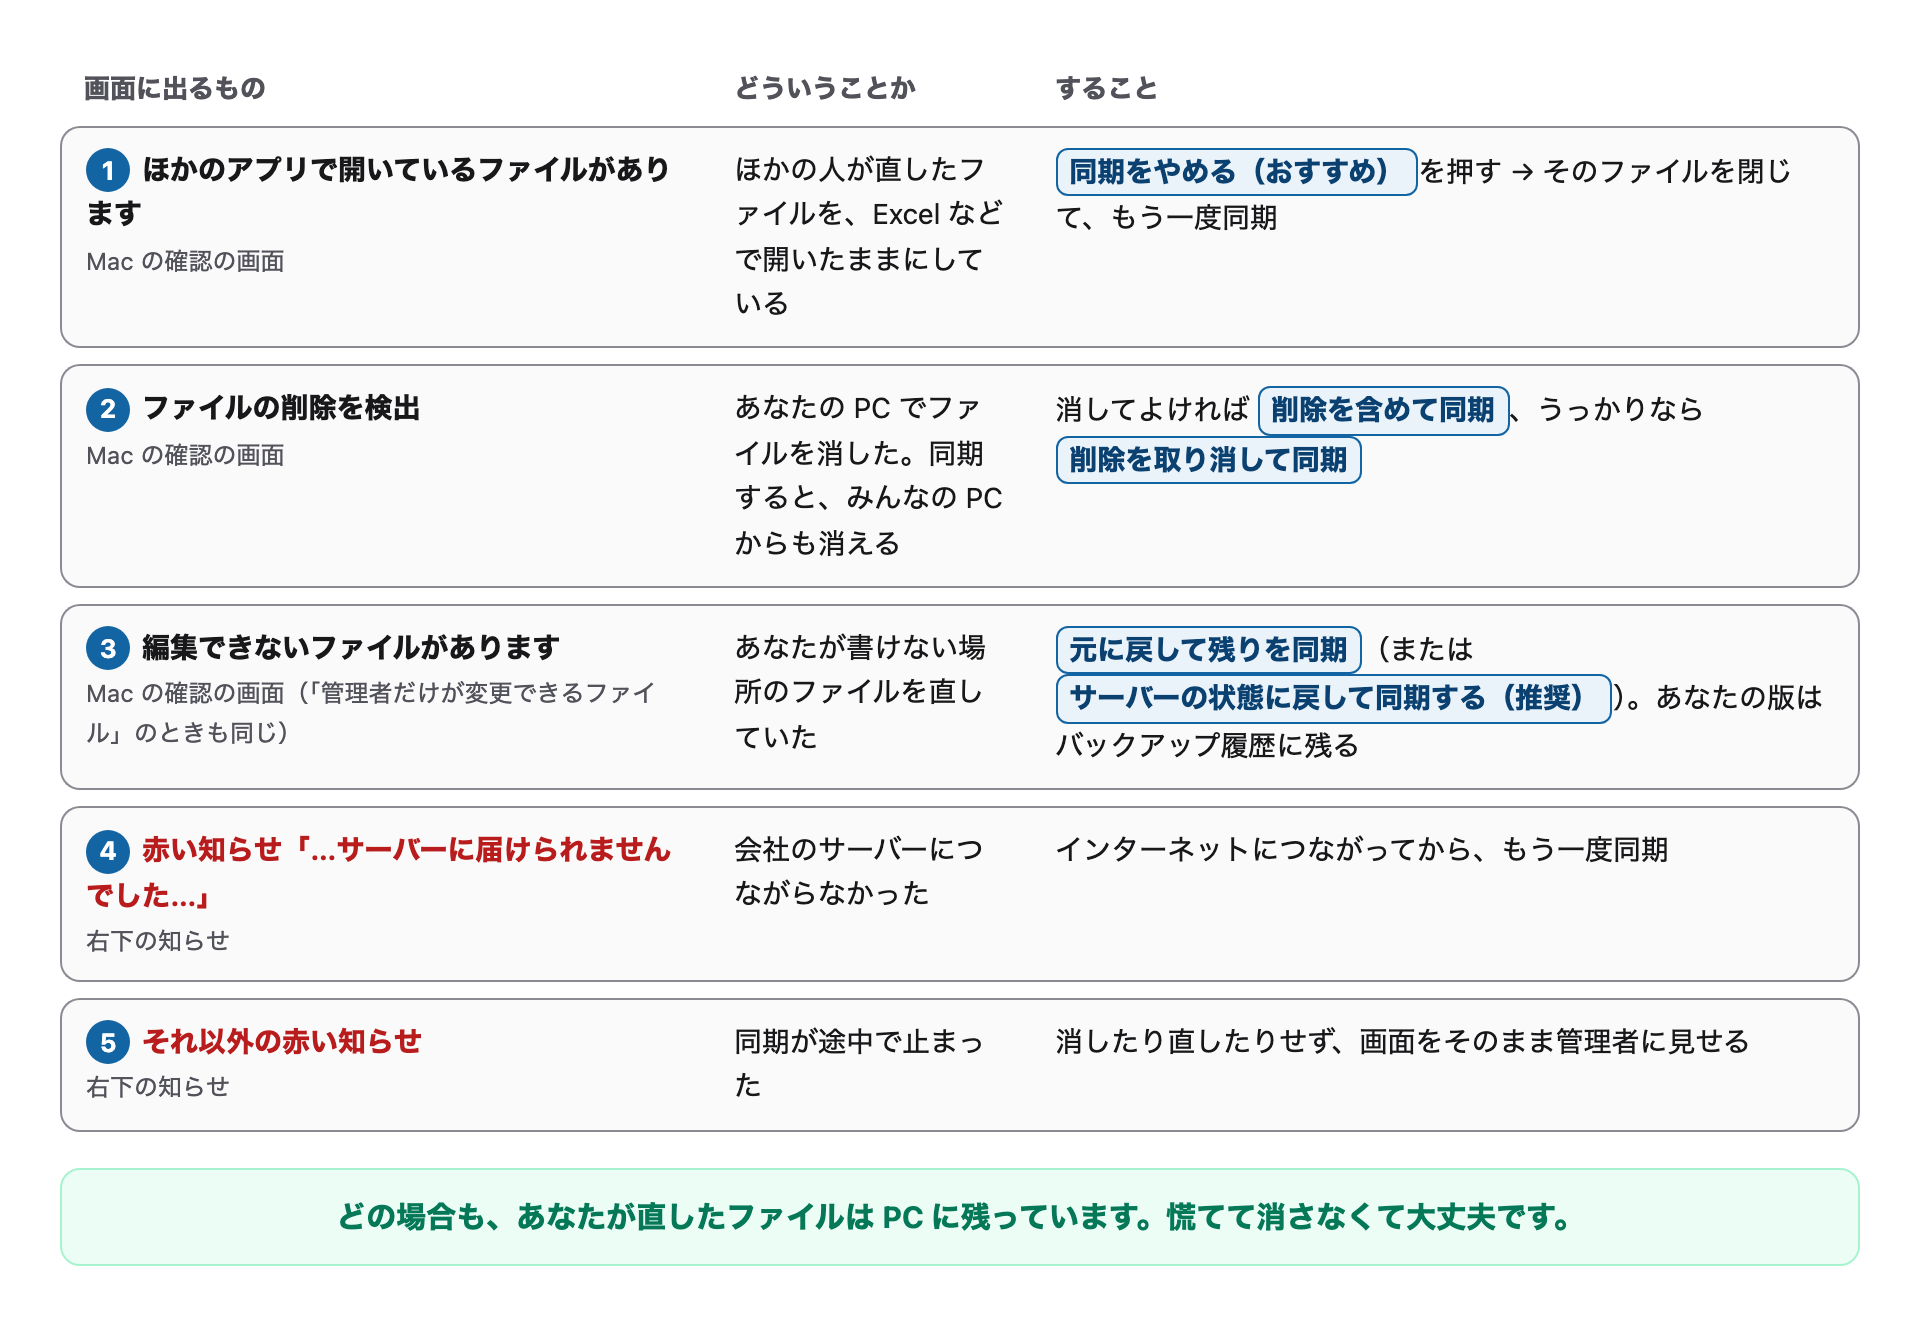 画面に出るもの
どういうことか
すること
1 ほかのアプリで開いているファイルがあり
ます
Mac の確認の画面
ほかの人が直したフ
ァイルを、Excel など
で開いたままにして
いる
同期をやめる（おすすめ）を押す → そのファイルを閉じ
て、もう一度同期
2 ファイルの削除を検出
Mac の確認の画面
あなたの PC でファ
イルを消した。同期
すると、みんなの PC
からも消える
消してよければ 削除を含めて同期、うっかりなら
削除を取り消して同期
3 編集できないファイルがあります
Mac の確認の画面（「管理者だけが変更できるファイ
ル」のときも同じ）
あなたが書けない場
所のファイルを直し
ていた
元に戻して残りを同期（または
サーバーの状態に戻して同期する（推奨））。あなたの版は
バックアップ履歴に残る
4 赤い知らせ「…サーバーに届けられません
でした…」
右下の知らせ
会社のサーバーにつ
ながらなかった
インターネットにつながってから、もう一度同期
5 それ以外の赤い知らせ
右下の知らせ
同期が途中で止まっ
た
消したり直したりせず、画面をそのまま管理者に見せる
どの場合も、あなたが直したファイルは PC に残っています。慌てて消さなくて大丈夫です。